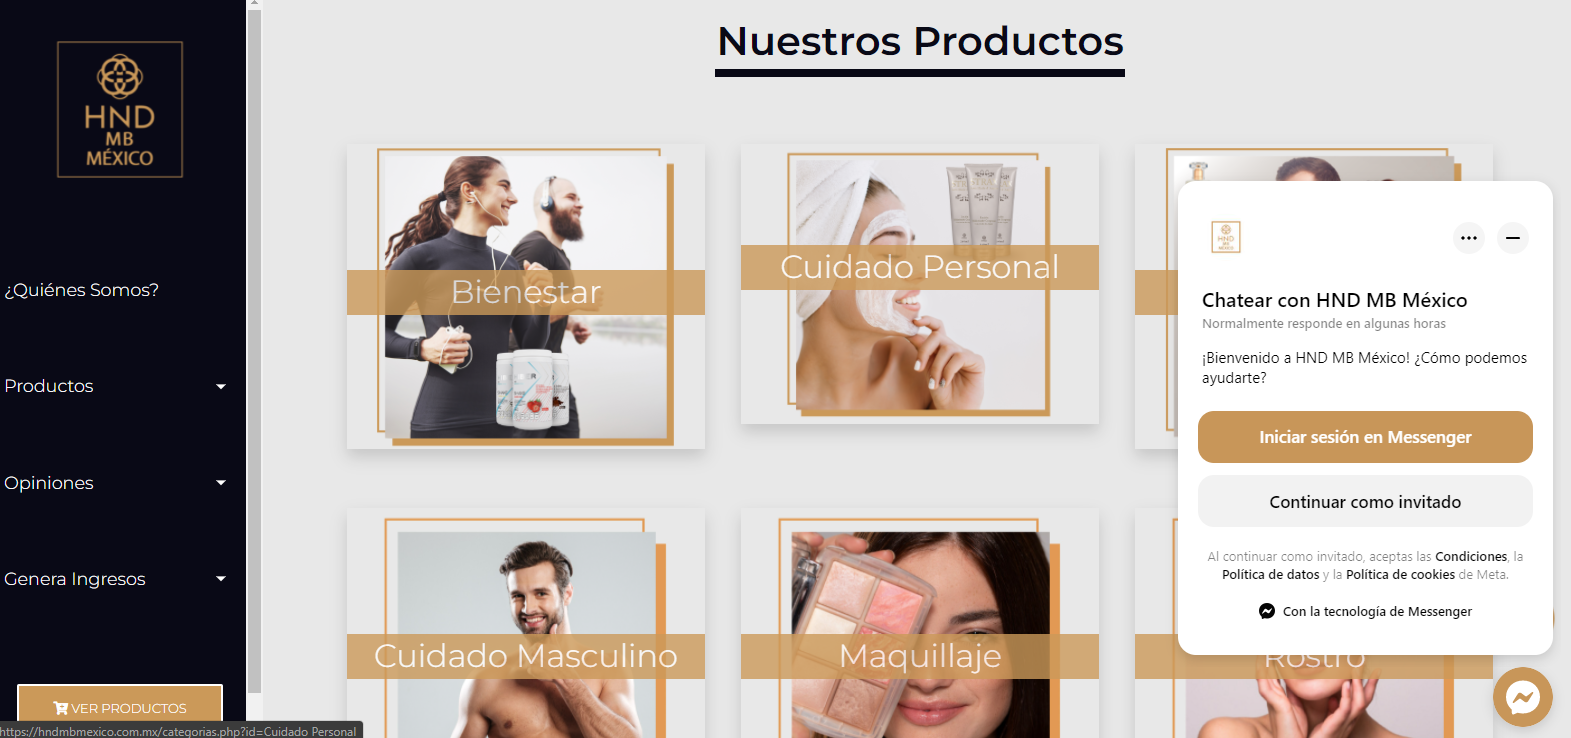 HND
MB
MÉXICO
¿Quiénes Somos?
Productos
Opiniones
Genera Ingresos
VER PRODUCTOS
https://hndmbmexico.com.mx/categorias.php?id=Cuidado Personal
Nuestros Productos
Bienestar
Cuidado Personal
Cuidado Masculino
Maquillaje
Rostro
HND
MB
MÉXICO
Chatear con HND MB México
Normalmente responde en algunas horas
¡Bienvenido a HND MB México! ¿Cómo podemos
ayudarte?
Iniciar sesión en Messenger
Continuar como invitado
Al continuar como invitado, aceptas las Condiciones, la
Política de datos y la Política de cookies de Meta.
Con la tecnología de Messenger